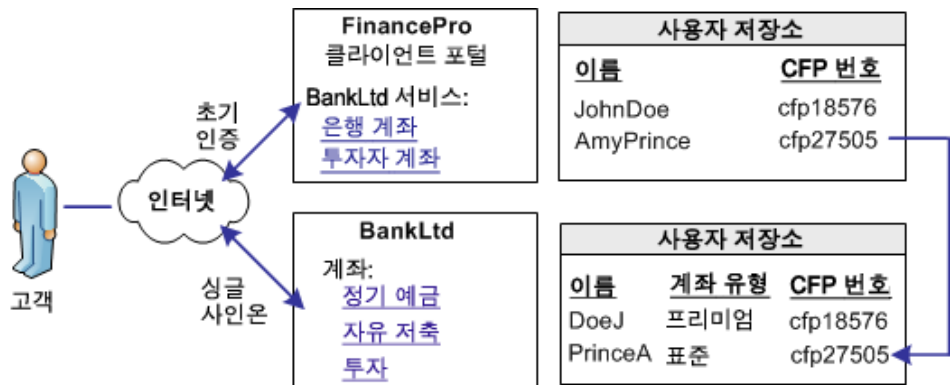 고객
인터넷
초기
인증
싱글
사인온
FinancePro
클라이언트 포털
BankLtd 서비스:
은행 계좌
투자자 계좌
사용자 저장소
이름 CFP 번호
JohnDoe cfp18576
AmyPrince cfp27505
BankLtd
계좌:
정기 예금
자유 저축
투자
사용자 저장소
이름 계좌 유형 CFP 번호
DoeJ 프리미엄 cfp18576
PrinceA 표준 cfp27505